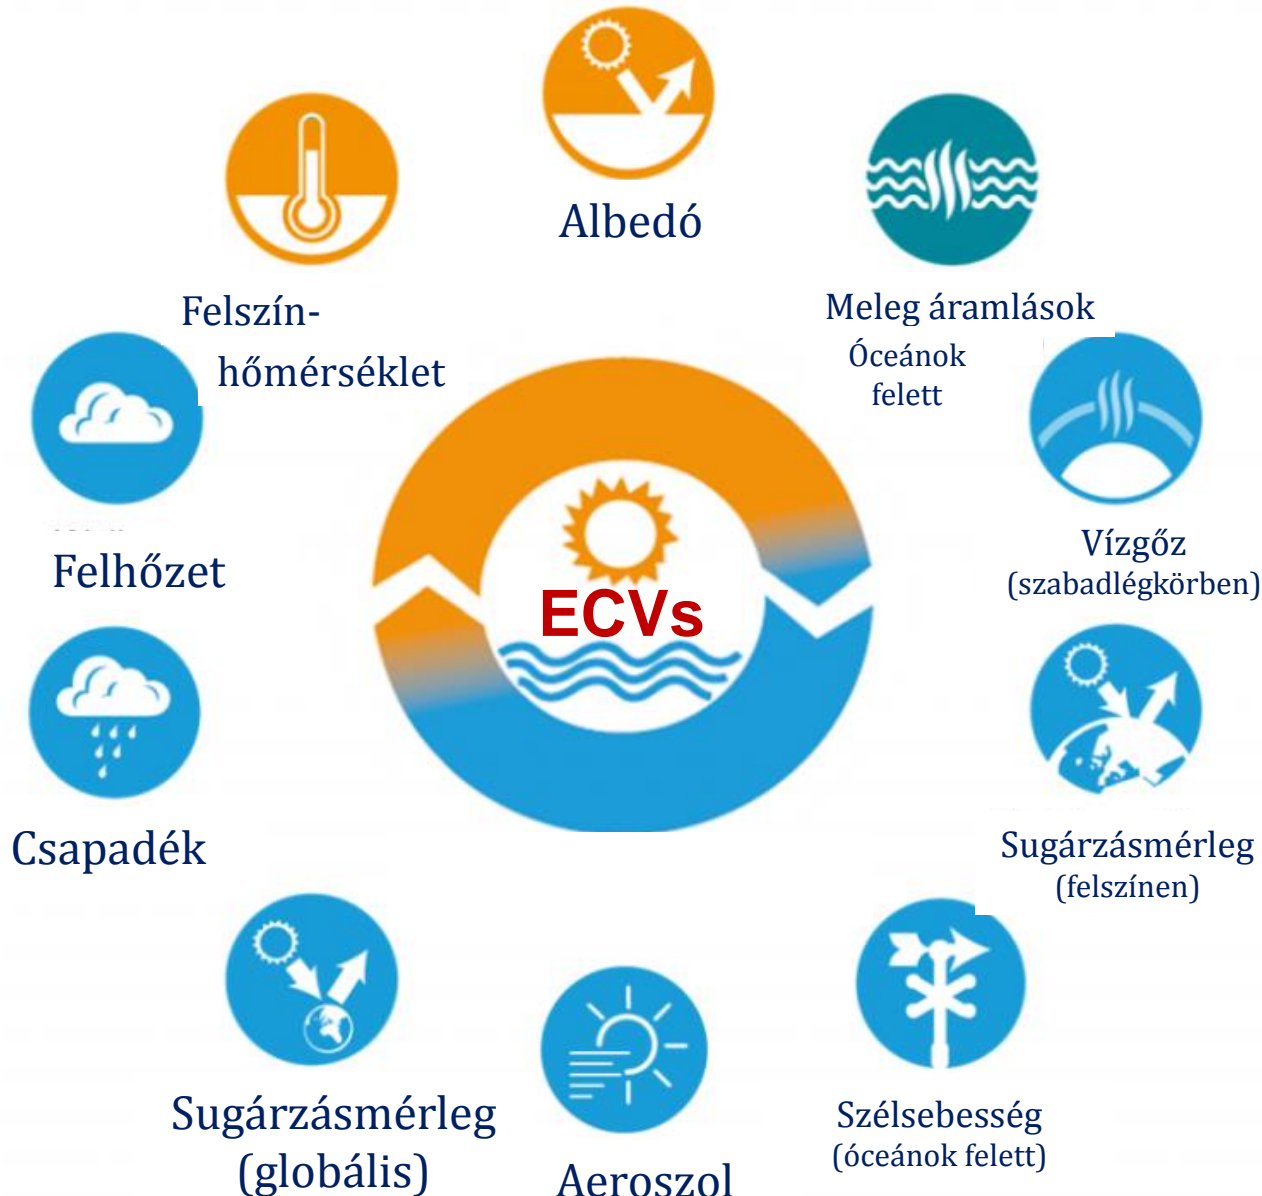 Albedó
Felszín-
hőmérséklet
Meleg áramlások
Óceánok
felett
Vízgőz
(szabadlégkörben)
Felhőzet
ECVs
Csapadék
Sugárzásmérleg
(felszínen)
Sugárzásmérleg
(globális)
Aeroszol
Szélsebesség
(óceánok felett)